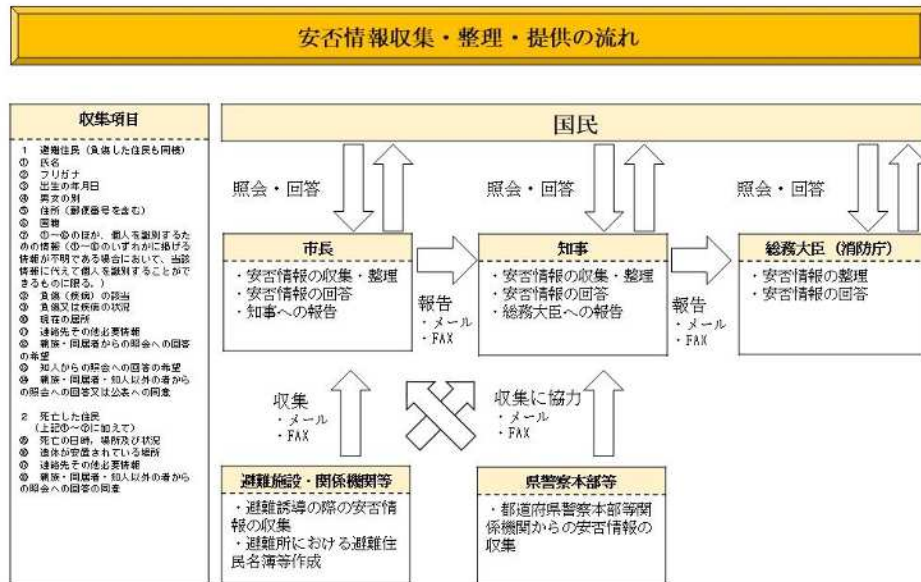 安否情報収集・整理・提供の流れ
収集項目
1 避難住民（負傷した住民も同様）
① 氏名
② フリガナ
③ 出生の年月日
④ 男女の別
⑤ 住所（郵便番号を含む）
⑥ 国籍
⑦ ①～⑥のほか、個人を識別するた
めの情報（①～⑥のいずれかに掲げる
情報が不明である場合において、当該
情報に代えて個人を識別することがで
きるものに限る。）
⑧ 負傷（疾病）の該当
⑨ 負傷又は疾病の状況
⑩ 現在の居所
⑪ 連絡先その他必要情報
⑫ 親族・同居者からの照会への回答
の希望
⑬ 知人からの照会への回答の希望
⑭ 親族・同居者・知人以外の者から
の照会への回答又は公表への同意
2 死亡した住民
（上記①～⑦に加えて）
⑮ 死亡の日時、場所及び状況
⑯ 遺体が安置されている場所
⑰ 連絡先その他必要情報
⑱ 親族・同居者・知人以外の者から
の照会への回答の同意
国民
照会・回答
照会・回答
照会・回答
市長
・安否情報の収集・整理
・安否情報の回答
・知事への報告
報告
・メール
・FAX
知事
・安否情報の収集・整理
・安否情報の回答
・総務大臣への報告
報告
・メール
・FAX
総務大臣（消防庁）
・安否情報の整理
・安否情報の回答
収集
・メール
・FAX
収集に協力
・メール
・FAX
避難施設・関係機関等
・避難誘導の際の安否情
報の収集
・避難所における避難住
民名簿等作成
県警察本部等
・都道府県警察本部等関
係機関からの安否情報の
収集